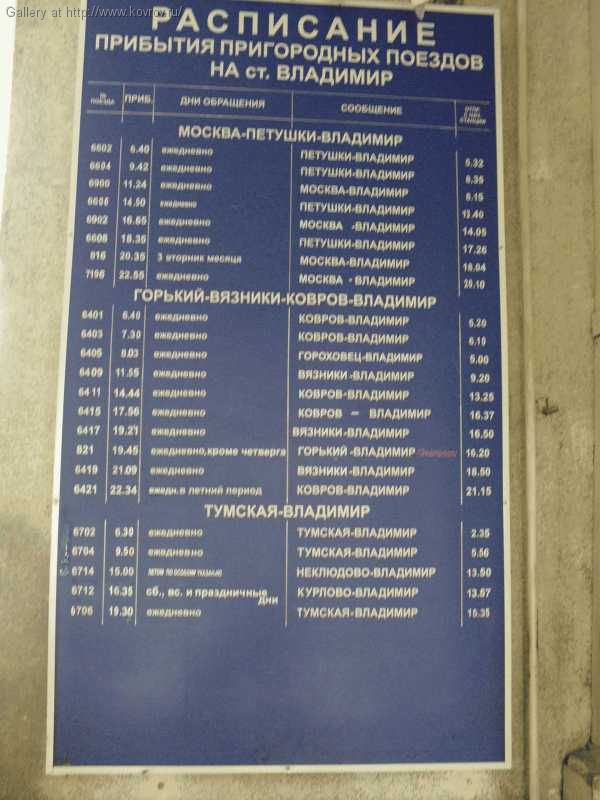 Gallery at http://www.kovrov.ru/
РАСПИСАНИЕ
ПРИБЫТИЯ ПРИГОРОДНЫХ ПОЕЗДОВ
НА ст. ВЛАДИМИР
№ ПОЕЗДА ПРИБ. ДНИ ОБРАЩЕНИЯ СООБЩЕНИЕ ОТПР. С НАЧ. СТАНЦИИ
МОСКВА-ПЕТУШКИ-ВЛАДИМИР
6602 6.40 ежедневно ПЕТУШКИ-ВЛАДИМИР 5.32
6604 9.42 ежедневно ПЕТУШКИ-ВЛАДИМИР 8.35
6900 11.24 ежедневно МОСКВА-ВЛАДИМИР 8.15
6606 14.50 ежедневно ПЕТУШКИ-ВЛАДИМИР 13.40
6902 16.55 ежедневно МОСКВА -ВЛАДИМИР 14.05
6608 18.35 ежедневно ПЕТУШКИ-ВЛАДИМИР 17.26
816 20.35 3 вторник месяца МОСКВА-ВЛАДИМИР 18.04
7196 22.55 ежедневно МОСКВА - ВЛАДИМИР 20.10
ГОРЬКИЙ-ВЯЗНИКИ-КОВРОВ-ВЛАДИМИР
6401 6.40 ежедневно КОВРОВ-ВЛАДИМИР 5.20
6403 7.30 ежедневно КОВРОВ-ВЛАДИМИР 6.10
6405 8.03 ежедневно ГОРОХОВЕЦ-ВЛАДИМИР 5.00
6409 11.55 ежедневно ВЯЗНИКИ-ВЛАДИМИР 9.20
6411 14.44 ежедневно КОВРОВ-ВЛАДИМИР 13.25
6415 17.56 ежедневно КОВРОВ - ВЛАДИМИР 16.37
6417 19.21 ежедневно ВЯЗНИКИ-ВЛАДИМИР 16.50
821 19.45 ежедневно,кроме четверга ГОРЬКИЙ -ВЛАДИМИР 16.20
6419 21.09 ежедневно ВЯЗНИКИ-ВЛАДИМИР 18.50
6421 22.34 ежедн.в летний период КОВРОВ-ВЛАДИМИР 21.15
ТУМСКАЯ-ВЛАДИМИР
6702 6.30 ежедневно ТУМСКАЯ-ВЛАДИМИР 2.35
6704 9.50 ежедневно ТУМСКАЯ-ВЛАДИМИР 5.56
6714 15.00 ЛЕТОМ ПО ОСОБОМУ УКАЗАНИЮ НЕКЛЮДОВО-ВЛАДИМИР 13.50
6712 16.35 сб., вс. и праздничные дни КУРЛОВО-ВЛАДИМИР 13.57
6706 19.30 ежедневно ТУМСКАЯ-ВЛАДИМИР 15.35